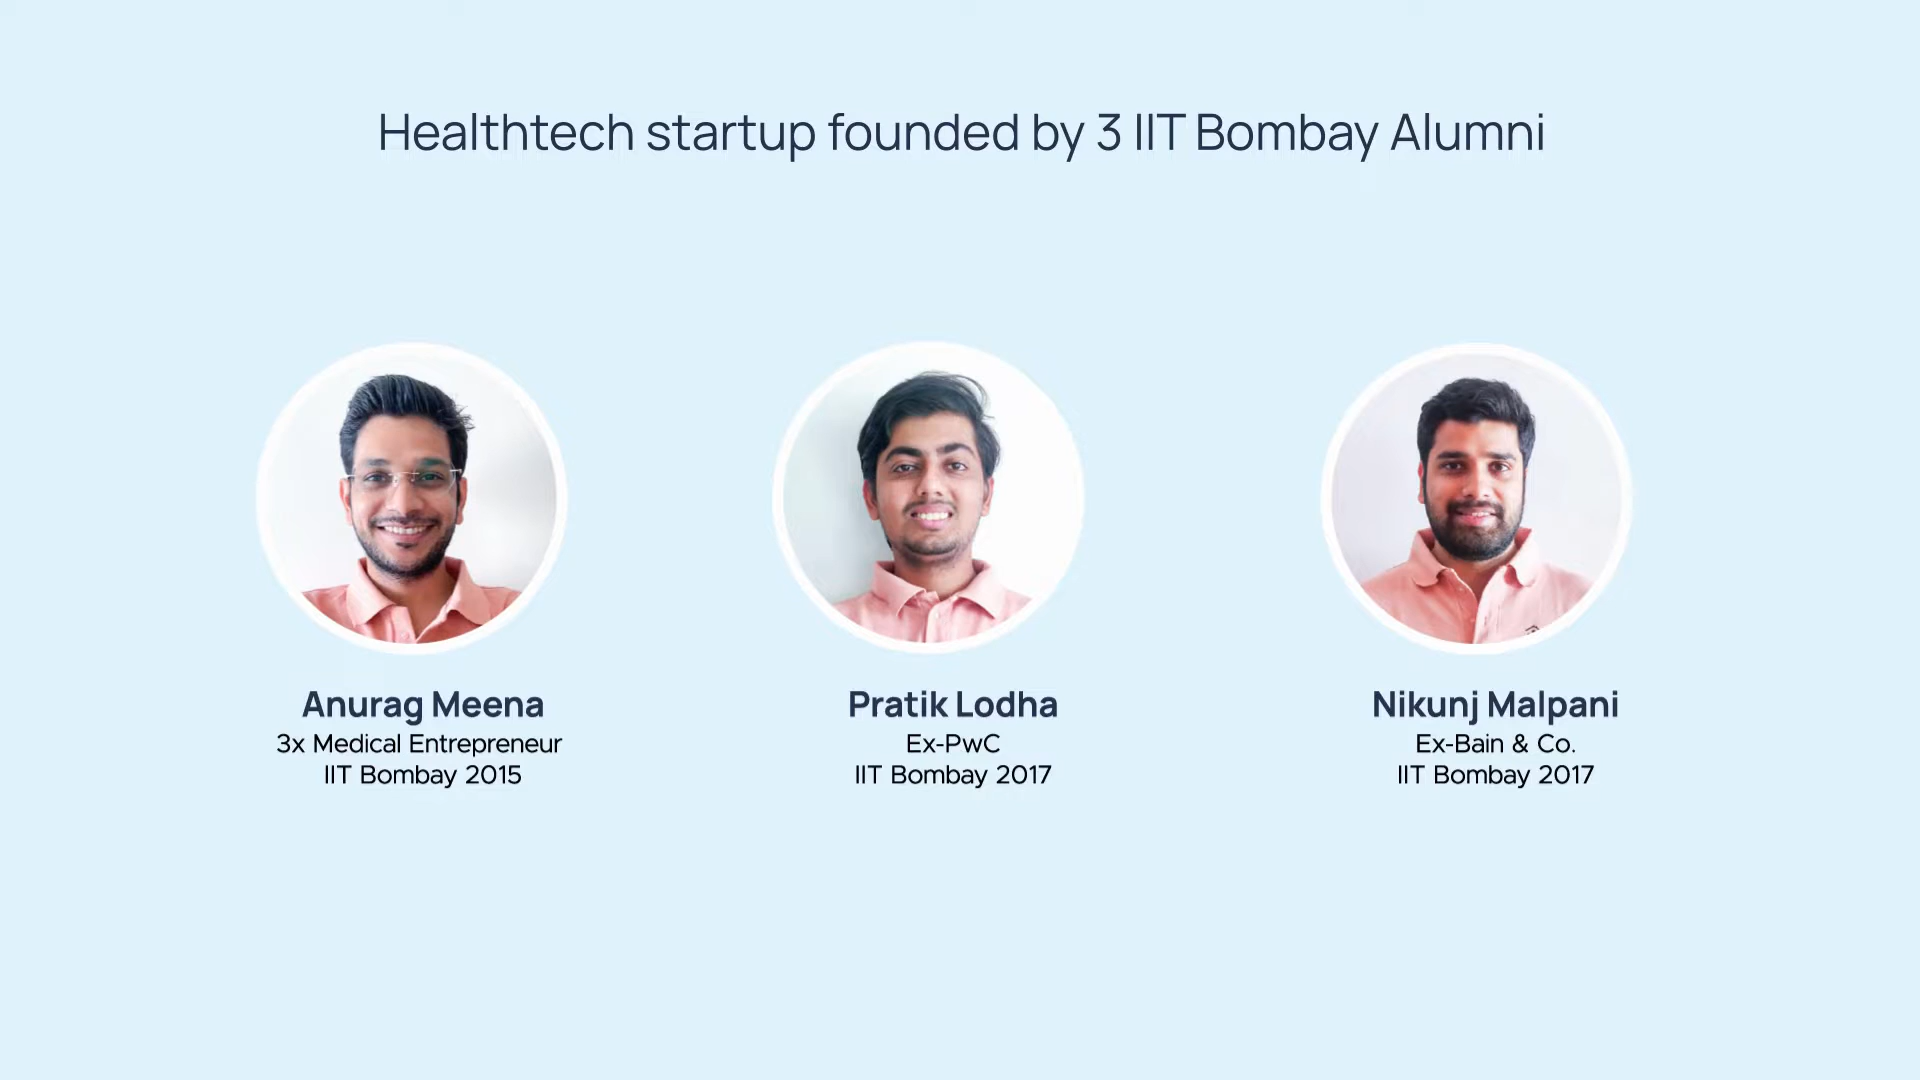 Healthtech startup founded by 3 IIT Bombay Alumni
Anurag Meena
3x Medical Entrepreneur
IIT Bombay 2015
Pratik Lodha
Ex-PwC
IIT Bombay 2017
Nikunj Malpani
Ex-Bain & Co.
IIT Bombay 2017